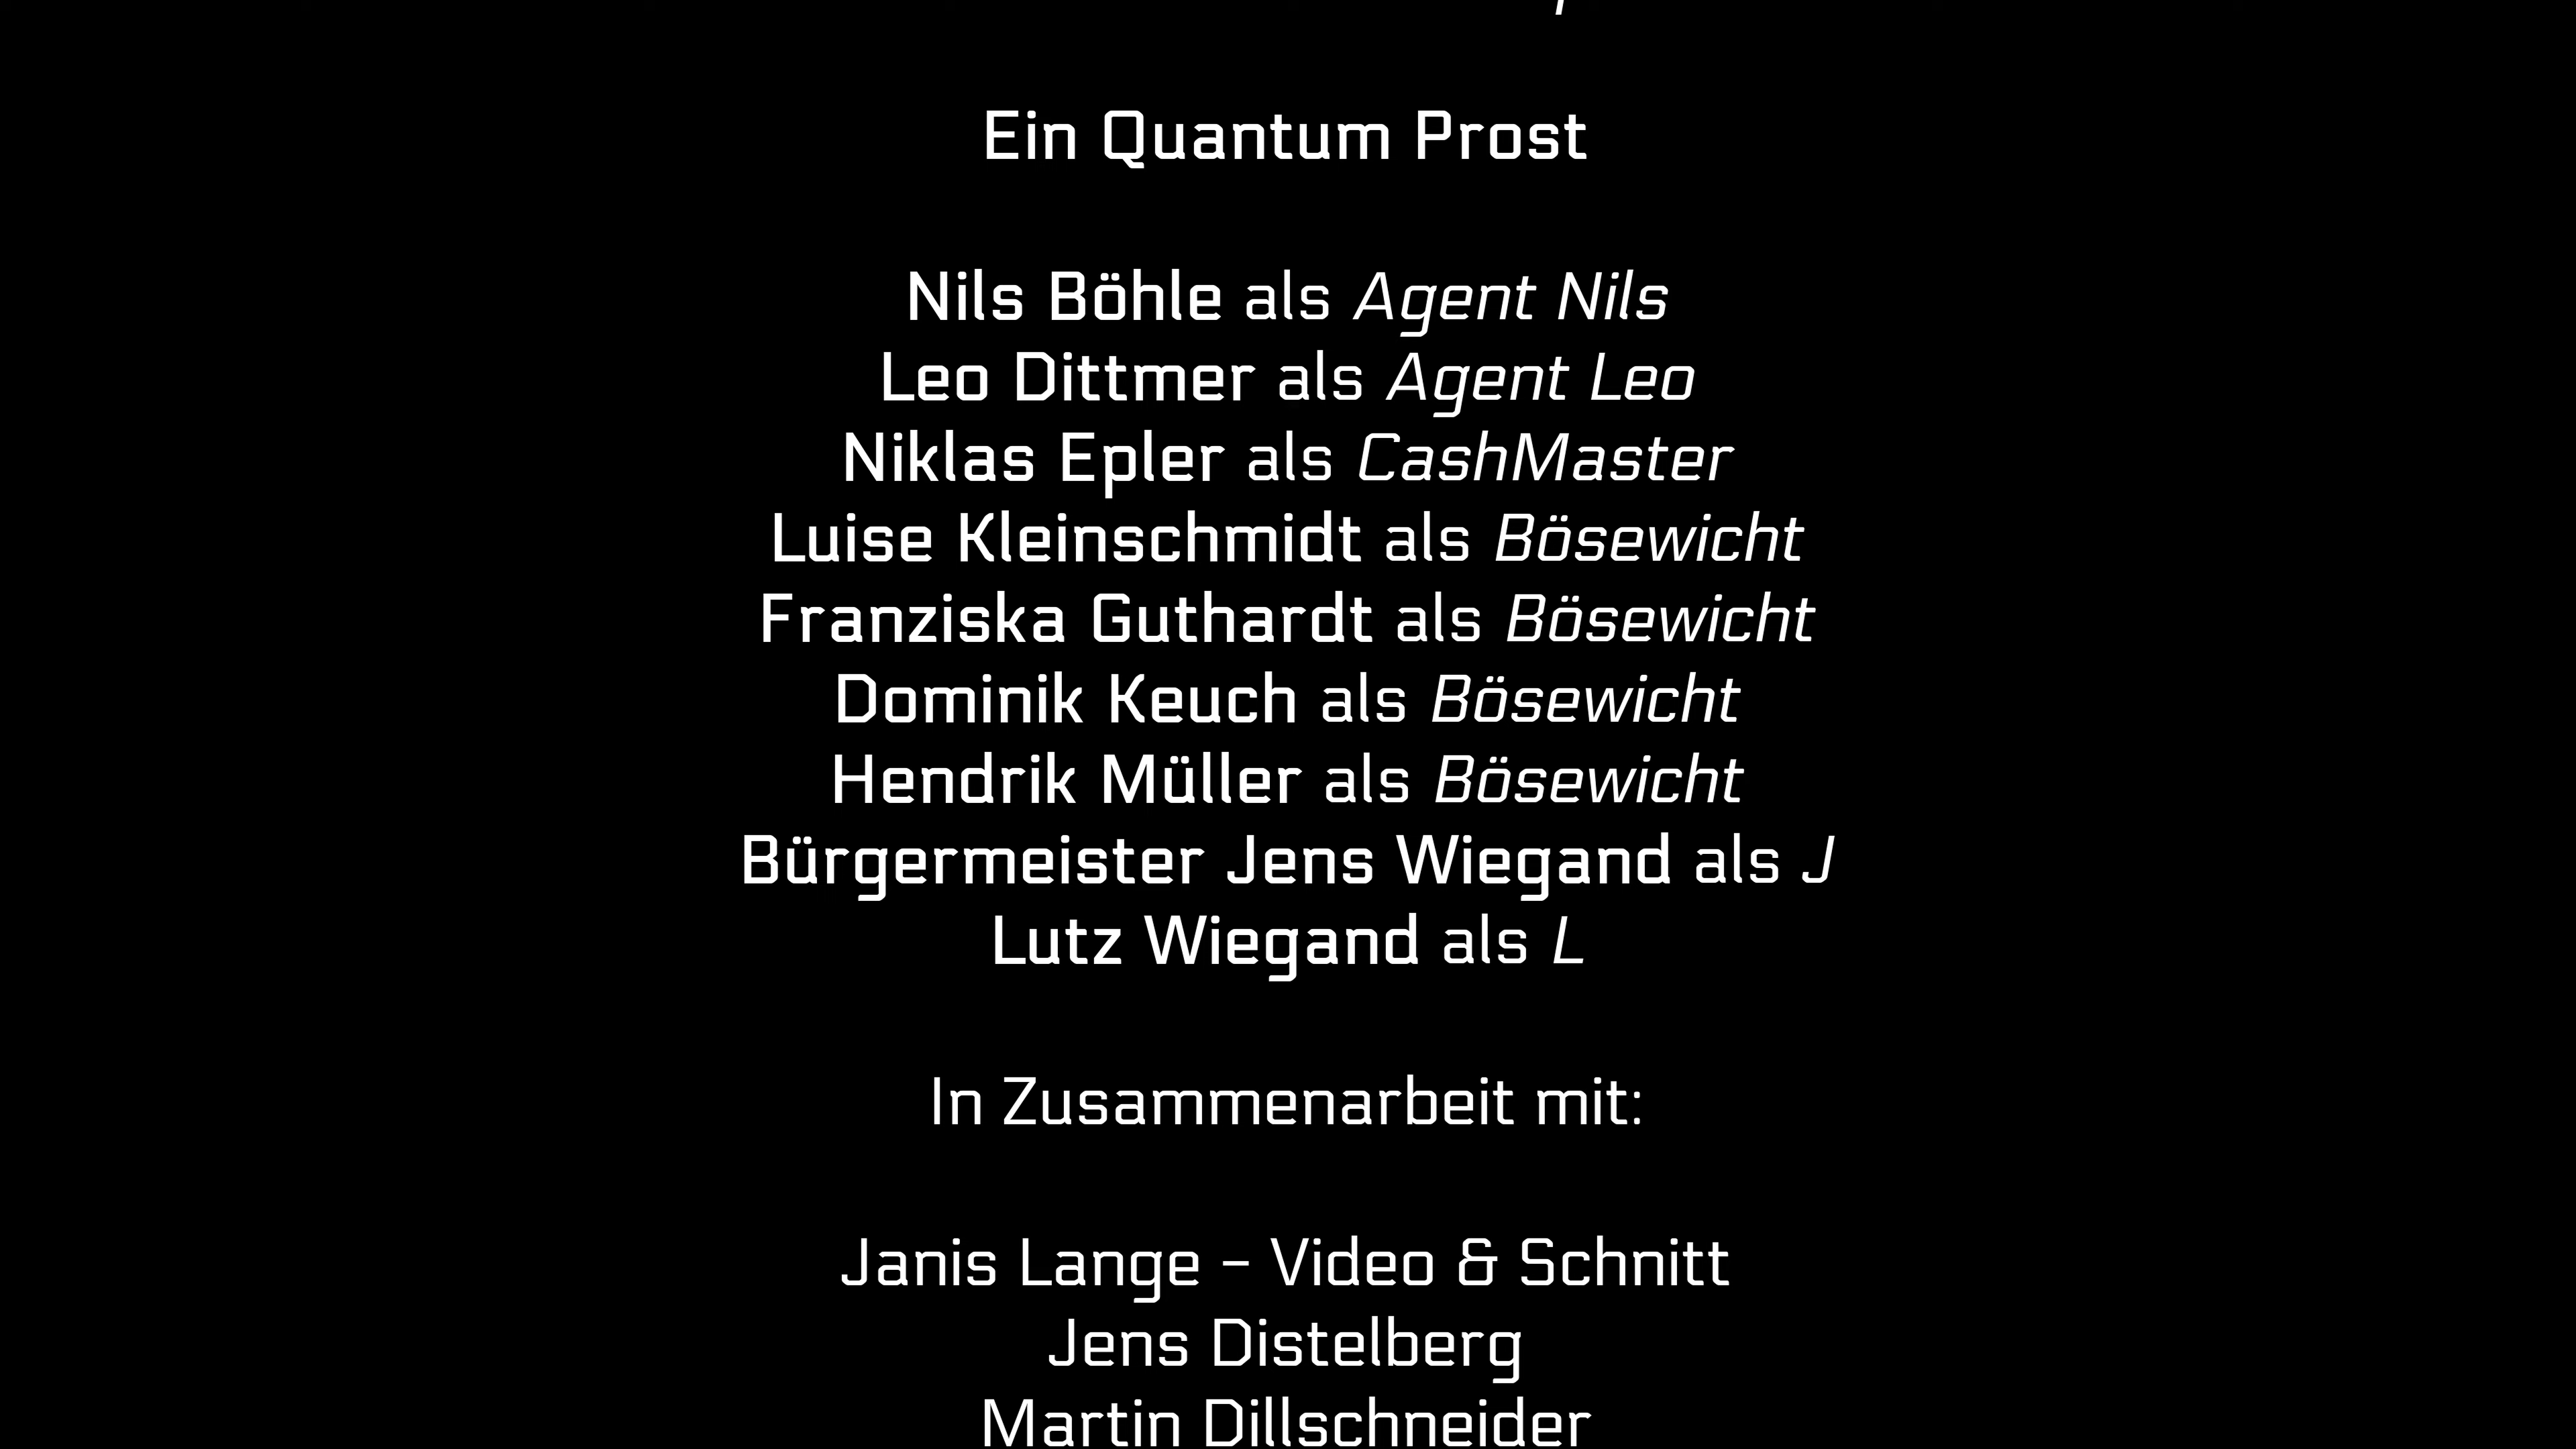 Ein Quantum Prost
Nils Böhle als Agent Nils
Leo Dittmer als Agent Leo
Niklas Epler als CashMaster
Luise Kleinschmidt als Bösewicht
Franziska Guthardt als Bösewicht
Dominik Keuch als Bösewicht
Hendrik Müller als Bösewicht
Bürgermeister Jens Wiegand als J
Lutz Wiegand als L
In Zusammenarbeit mit:
Janis Lange – Video & Schnitt
Jens Distelberg
Martin Dillschneider